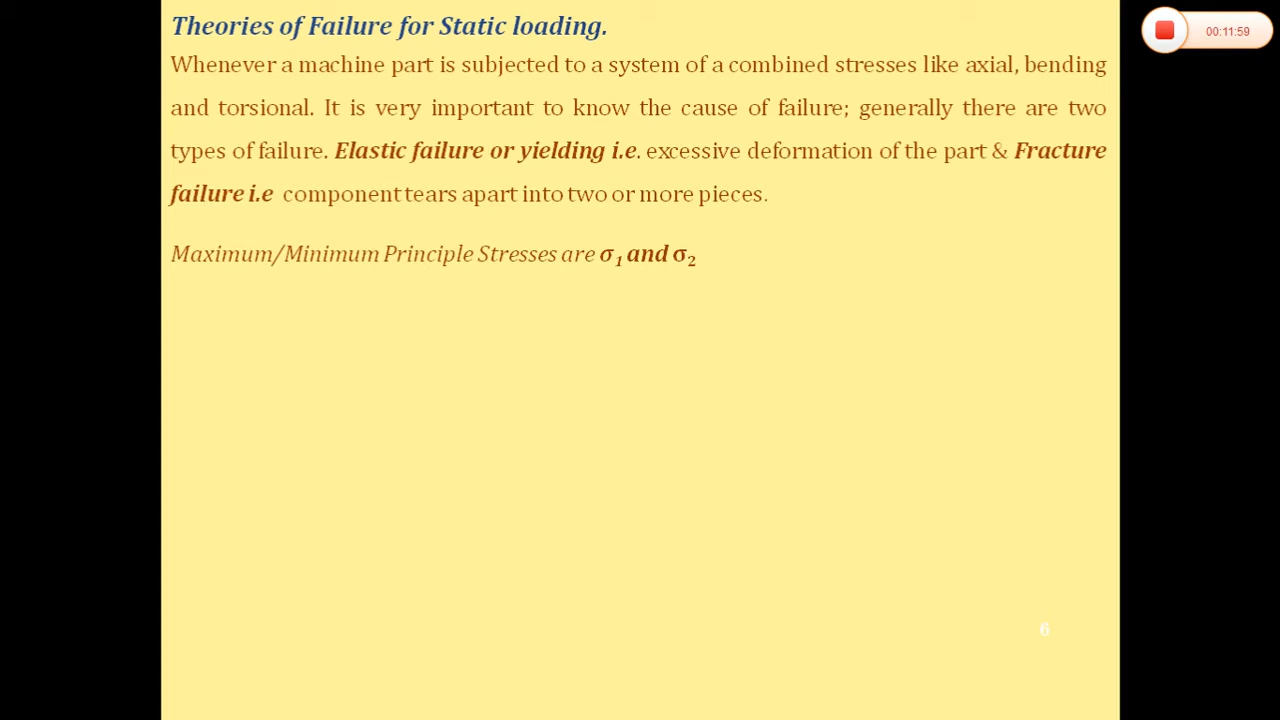 Theories of Failure for Static loading.
00:11:59
Whenever a machine part is subjected to a system of a combined stresses like axial, bending
and torsional. It is very important to know the cause of failure; generally there are two
types of failure. Elastic failure or yielding i.e. excessive deformation of the part & Fracture
failure i.e component tears apart into two or more pieces.
Maximum/Minimum Principle Stresses are σ₁ and σ₂
6